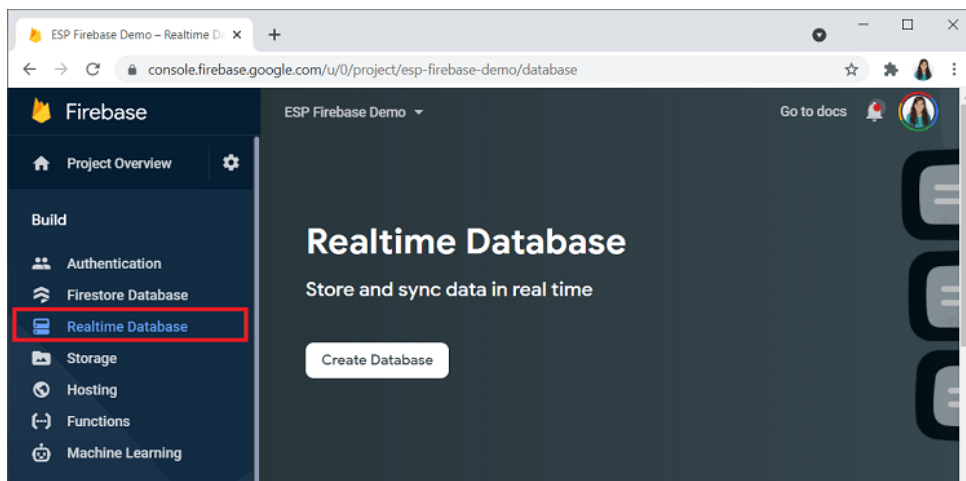 ESP Firebase Demo – Realtime Da
console.firebase.google.com/u/0/project/esp-firebase-demo/database
Firebase
ESP Firebase Demo
Go to docs
Project Overview
Build
Realtime Database
Authentication
Store and sync data in real time
Firestore Database
Realtime Database
Create Database
Storage
Hosting
Functions
Machine Learning